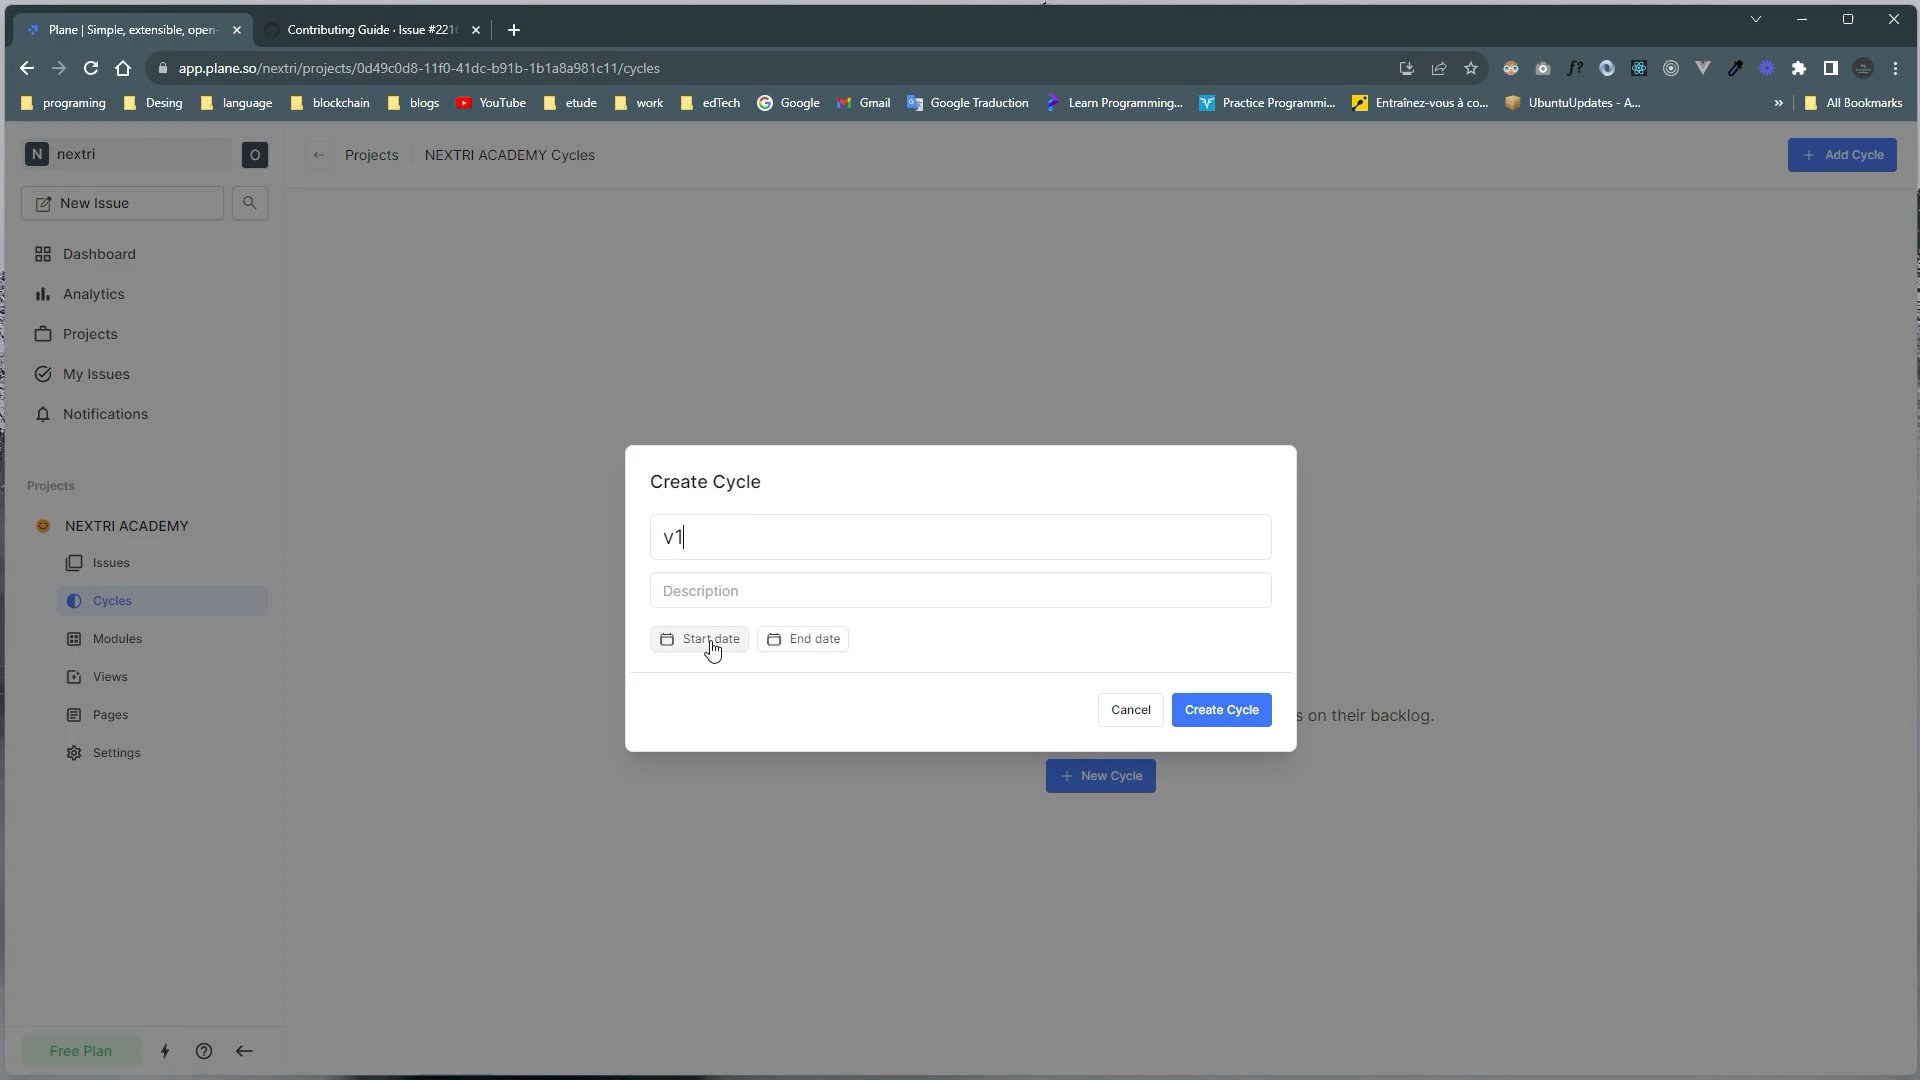 Plane | Simple, extensible, open-
Contributing Guide · Issue #221
app.plane.so/nextri/projects/0d49c0d8-11f0-41dc-b91b-1b1a8a981c11/cycles
programing
Desing
language
blockchain
blogs
YouTube
etude
work
edTech
Google
Gmail
Google Traduction
Learn Programming...
Practice Programmi...
Entraînez-vous à co...
UbuntuUpdates - A...
»
All Bookmarks
N nextri
O
Projects
NEXTRI ACADEMY Cycles
+ Add Cycle
New Issue
Dashboard
Analytics
Projects
My Issues
Notifications
Projects
NEXTRI ACADEMY
Issues
Cycles
Modules
Views
Pages
Settings
Create Cycle
v1
Description
Start date
End date
Cancel
Create Cycle
s on their backlog.
+ New Cycle
Free Plan